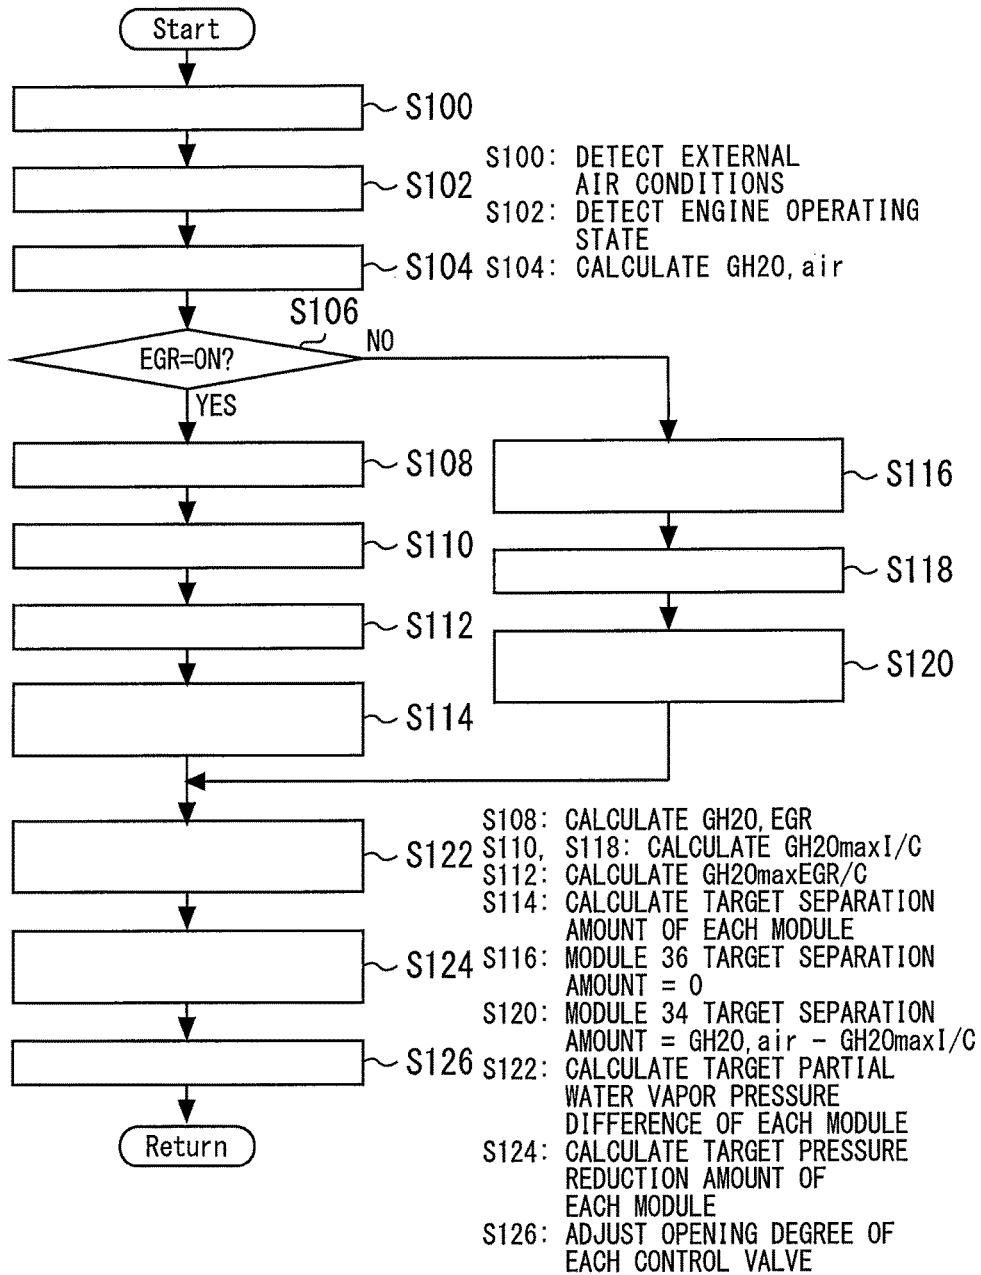 Start
S100
S102
S104
S100: DETECT EXTERNAL
AIR CONDITIONS
S102: DETECT ENGINE OPERATING
STATE
S104: CALCULATE GH20,air
S106
EGR=ON?
NO
YES
S108
S110
S112
S114
S116
S118
S120
S122
S124
S126
Return
S108: CALCULATE GH20,EGR
S110, S118: CALCULATE GH20maxI/C
S112: CALCULATE GH20maxEGR/C
S114: CALCULATE TARGET SEPARATION
AMOUNT OF EACH MODULE
S116: MODULE 36 TARGET SEPARATION
AMOUNT = 0
S120: MODULE 34 TARGET SEPARATION
AMOUNT = GH20,air - GH20maxI/C
S122: CALCULATE TARGET PARTIAL
WATER VAPOR PRESSURE
DIFFERENCE OF EACH MODULE
S124: CALCULATE TARGET PRESSURE
REDUCTION AMOUNT OF
EACH MODULE
S126: ADJUST OPENING DEGREE OF
EACH CONTROL VALVE